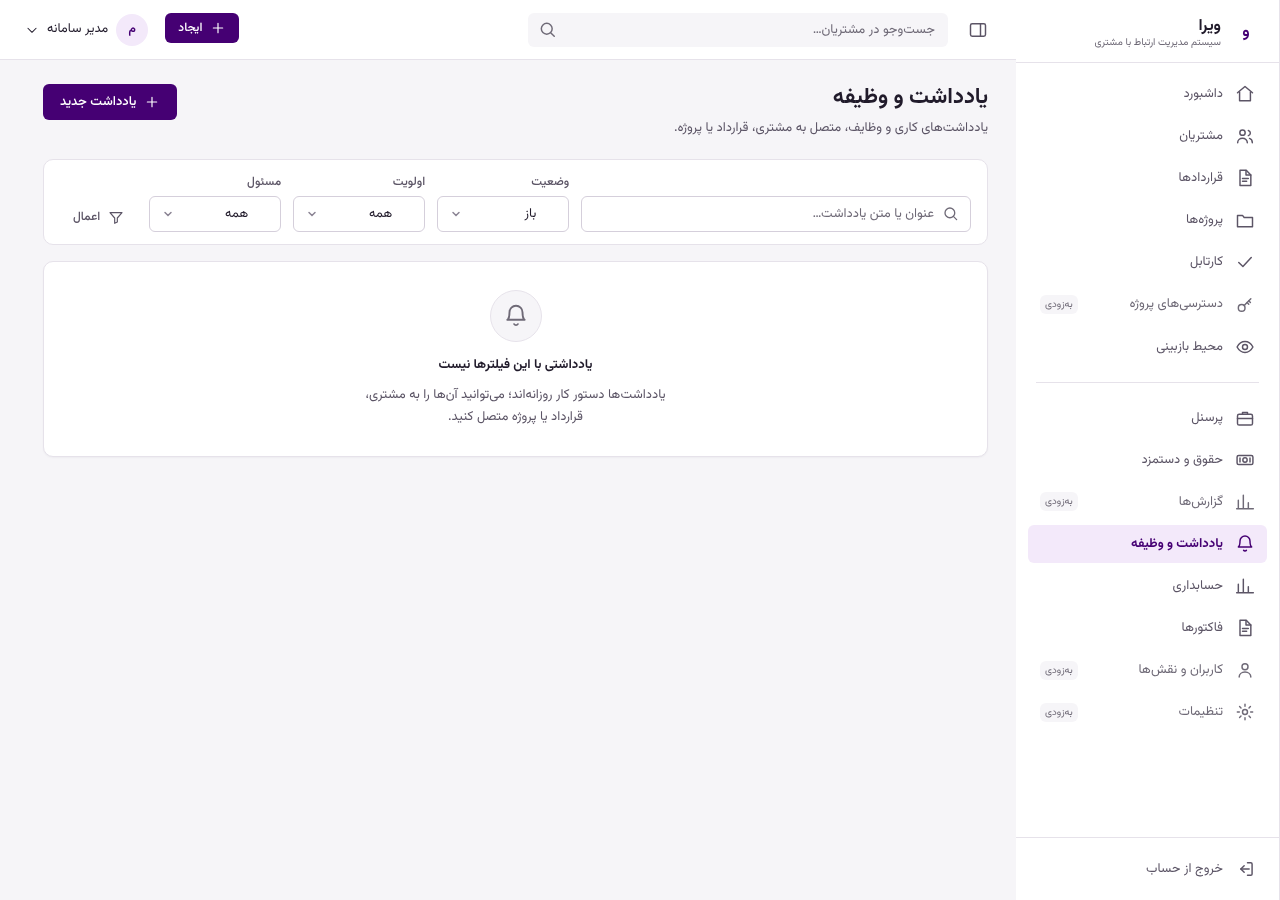 و
ویرا
سیستم مدیریت ارتباط با مشتری
داشبورد
مشتریان
قراردادها
پروژه‌ها
کارتابل
دسترسی‌های پروژه
به‌زودی
محیط بازبینی
پرسنل
حقوق و دستمزد
گزارش‌ها
به‌زودی
یادداشت و وظیفه
حسابداری
فاکتورها
کاربران و نقش‌ها
به‌زودی
تنظیمات
به‌زودی
خروج از حساب
جست‌وجو در مشتریان...
ایجاد
م
مدیر سامانه
یادداشت و وظیفه
یادداشت‌های کاری و وظایف، متصل به مشتری، قرارداد یا پروژه.
یادداشت جدید
عنوان یا متن یادداشت...
وضعیت
باز
اولویت
همه
مسئول
همه
اعمال
یادداشتی با این فیلترها نیست
یادداشت‌ها دستور کار روزانه‌اند؛ می‌توانید آن‌ها را به مشتری،
قرارداد یا پروژه متصل کنید.